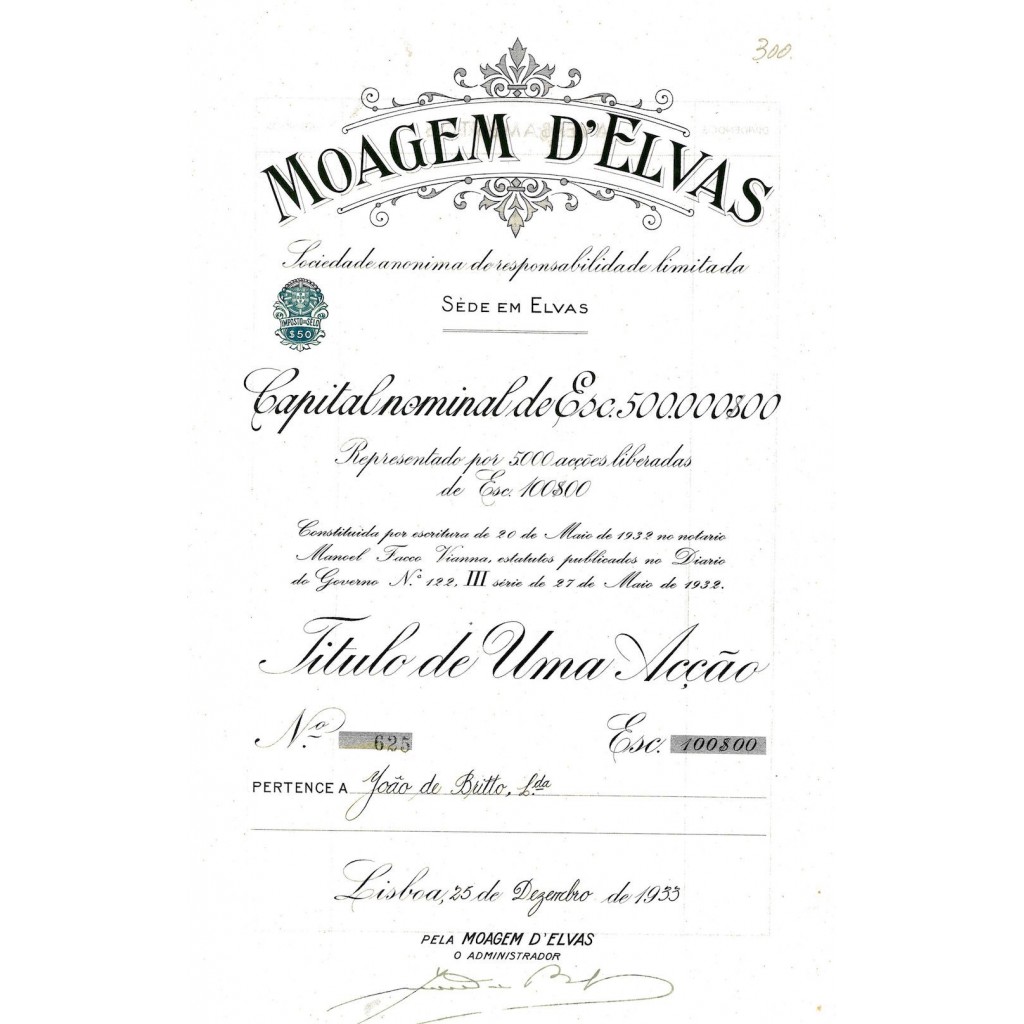 300.
MOAGEM D'ELVAS
Sociedade anonima de responsabilidade limitada
SÉDE EM ELVAS
IMPOSTO DO SELO
$50
Capital nominal de Esc. 500.000$00
Representado por 5000 acções liberadas
de Esc. 100$00
Constituida por escritura de 20 de Maio de 1932 no notario
Manoel Facco Vianna, estatutos publicados no Diario
do Governo N.º 122, III série de 27 de Maio de 1932.
Titulo de Uma Acção
N.º 625 Esc. 100$00
PERTENCE A João de Britto, L.da
Lisboa, 25 de Dezembro de 1933
PELA MOAGEM D'ELVAS
O ADMINISTRADOR